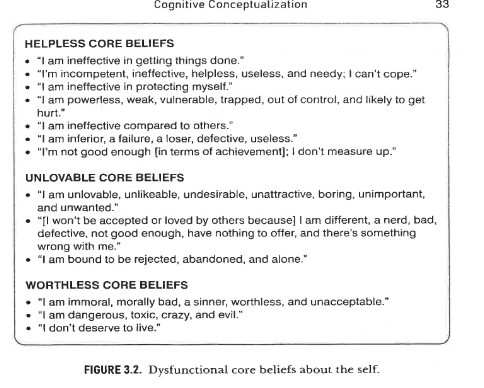 Cognitive Conceptualization 33
HELPLESS CORE BELIEFS
• "I am ineffective in getting things done."
• "I'm incompetent, ineffective, helpless, useless, and needy; I can't cope."
• "I am ineffective in protecting myself."
• "I am powerless, weak, vulnerable, trapped, out of control, and likely to get
hurt."
• "I am ineffective compared to others."
• "I am inferior, a failure, a loser, defective, useless."
• "I'm not good enough [in terms of achievement]; I don't measure up."
UNLOVABLE CORE BELIEFS
• "I am unlovable, unlikeable, undesirable, unattractive, boring, unimportant,
and unwanted."
• "[I won't be accepted or loved by others because] I am different, a nerd, bad,
defective, not good enough, have nothing to offer, and there's something
wrong with me."
• "I am bound to be rejected, abandoned, and alone."
WORTHLESS CORE BELIEFS
• "I am immoral, morally bad, a sinner, worthless, and unacceptable."
• "I am dangerous, toxic, crazy, and evil."
• "I don't deserve to live."
FIGURE 3.2. Dysfunctional core beliefs about the self.